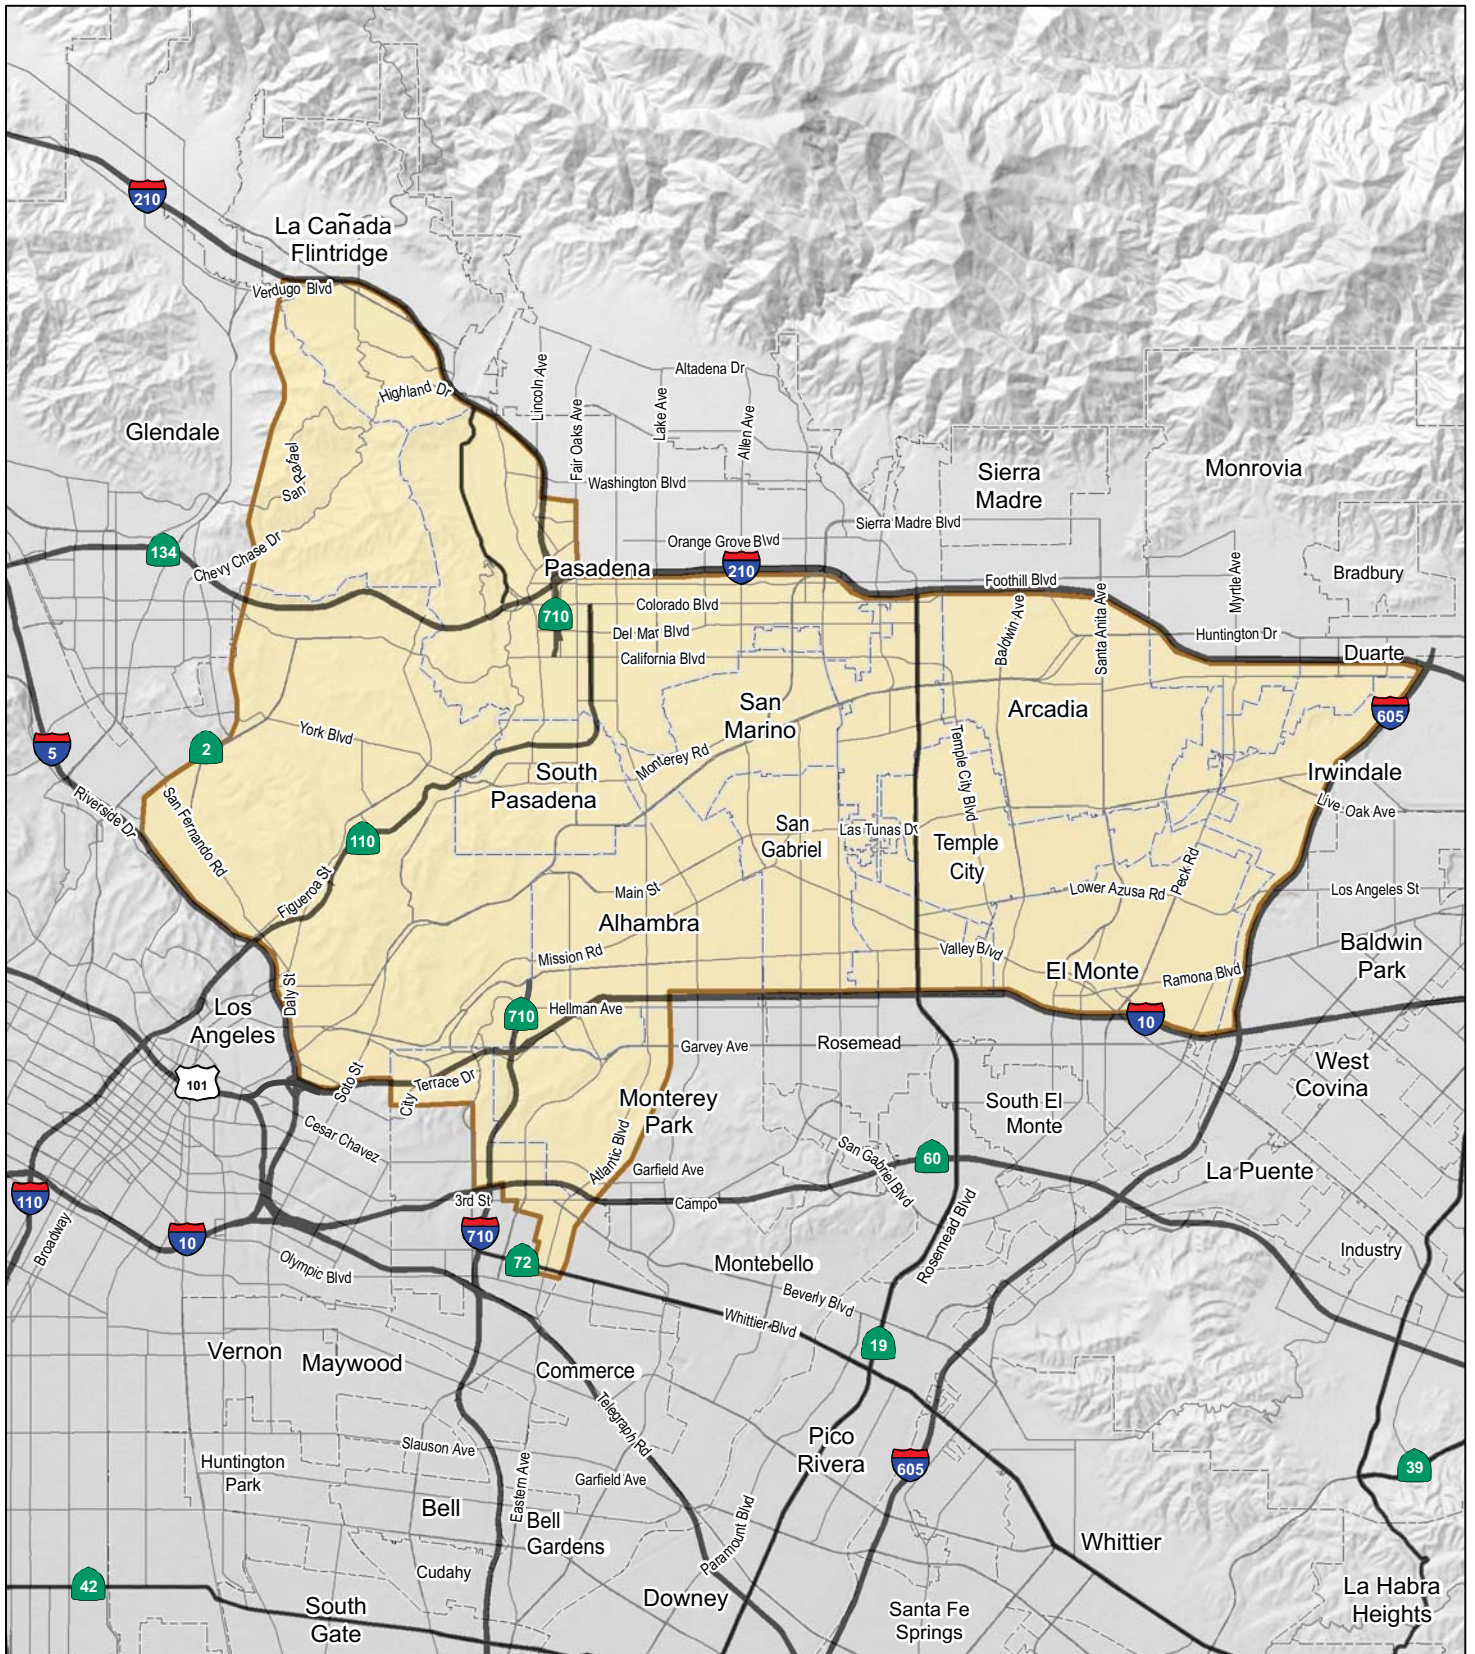 210
La Cañada
Flintridge
Verdugo Blvd
Altadena Dr
Lincoln Ave
Highland Dr
Fair Oaks Ave
Lake Ave
Allen Ave
Glendale
San Rafael
Washington Blvd
Sierra
Madre
Monrovia
Sierra Madre Blvd
Orange Grove Blvd
134
Chevy Chase Dr
Pasadena
210
Foothill Blvd
Myrtle Ave
Bradbury
710
Colorado Blvd
Del Mar Blvd
California Blvd
Baldwin Ave
Santa Anita Ave
Huntington Dr
Duarte
605
San
Marino
Arcadia
5
2
York Blvd
Monterey Rd
Temple City Blvd
South
Pasadena
Irwindale
Live Oak Ave
Riverside Dr
San Fernando Rd
110
San
Gabriel
Las Tunas Dr
Temple
City
Figueroa St
Main St
Lower Azusa Rd
Peck Rd
Los Angeles St
Alhambra
Mission Rd
Valley Blvd
El Monte
Ramona Blvd
Baldwin
Park
Daly St
Los
Angeles
710
Hellman Ave
10
Garvey Ave
Rosemead
101
Soto St
City Terrace Dr
Monterey
Park
South El
Monte
West
Covina
Cesar Chavez
Atlantic Blvd
Garfield Ave
San Gabriel Blvd
60
La Puente
110
3rd St
Campo
Rosemead Blvd
Broadway
10
710
72
Olympic Blvd
Montebello
Industry
Beverly Blvd
Whittier Blvd
19
Vernon
Maywood
Commerce
Telegraph Rd
Slauson Ave
Pico
Rivera
605
39
Huntington
Park
Garfield Ave
Eastern Ave
Bell
Bell
Gardens
Paramount Blvd
Whittier
Cudahy
42
Downey
South
Gate
Santa Fe
Springs
La Habra
Heights